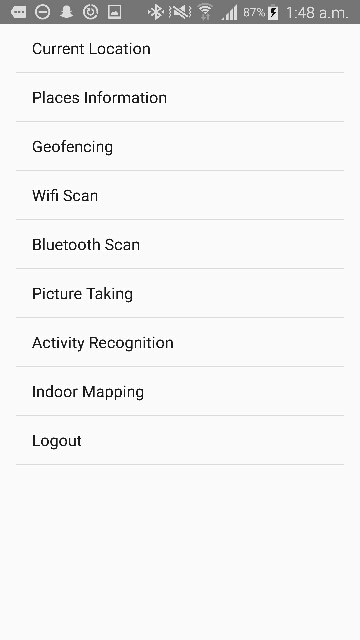 87% 1:48 a.m.
Current Location
Places Information
Geofencing
Wifi Scan
Bluetooth Scan
Picture Taking
Activity Recognition
Indoor Mapping
Logout